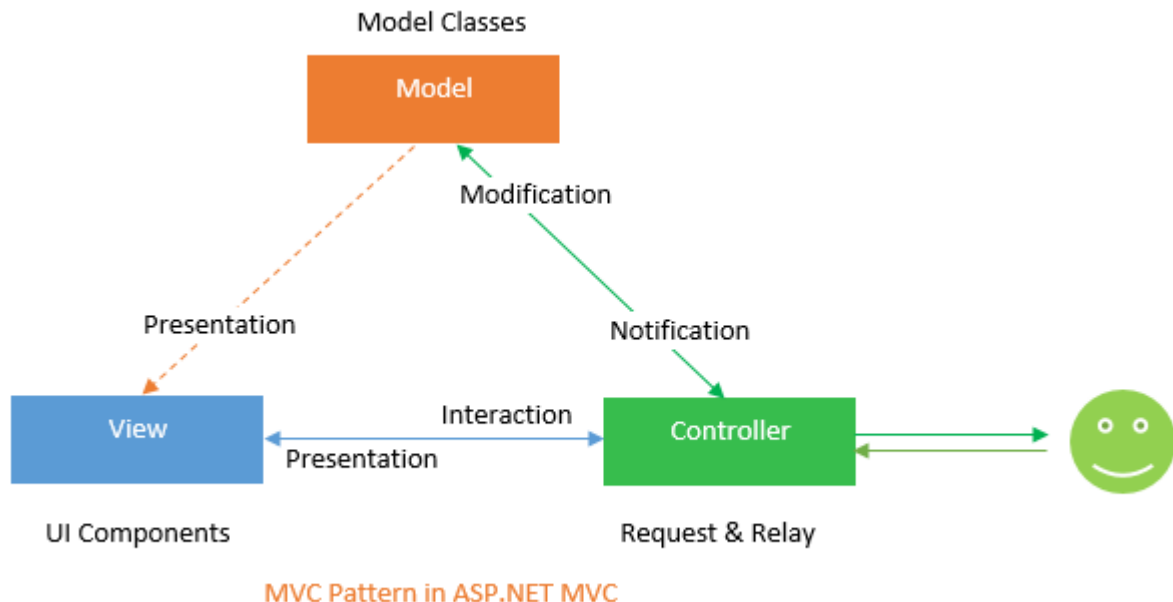 Model Classes
Model
Modification
Presentation
Notification
View
Interaction
Presentation
Controller
UI Components
Request & Relay
MVC Pattern in ASP.NET MVC